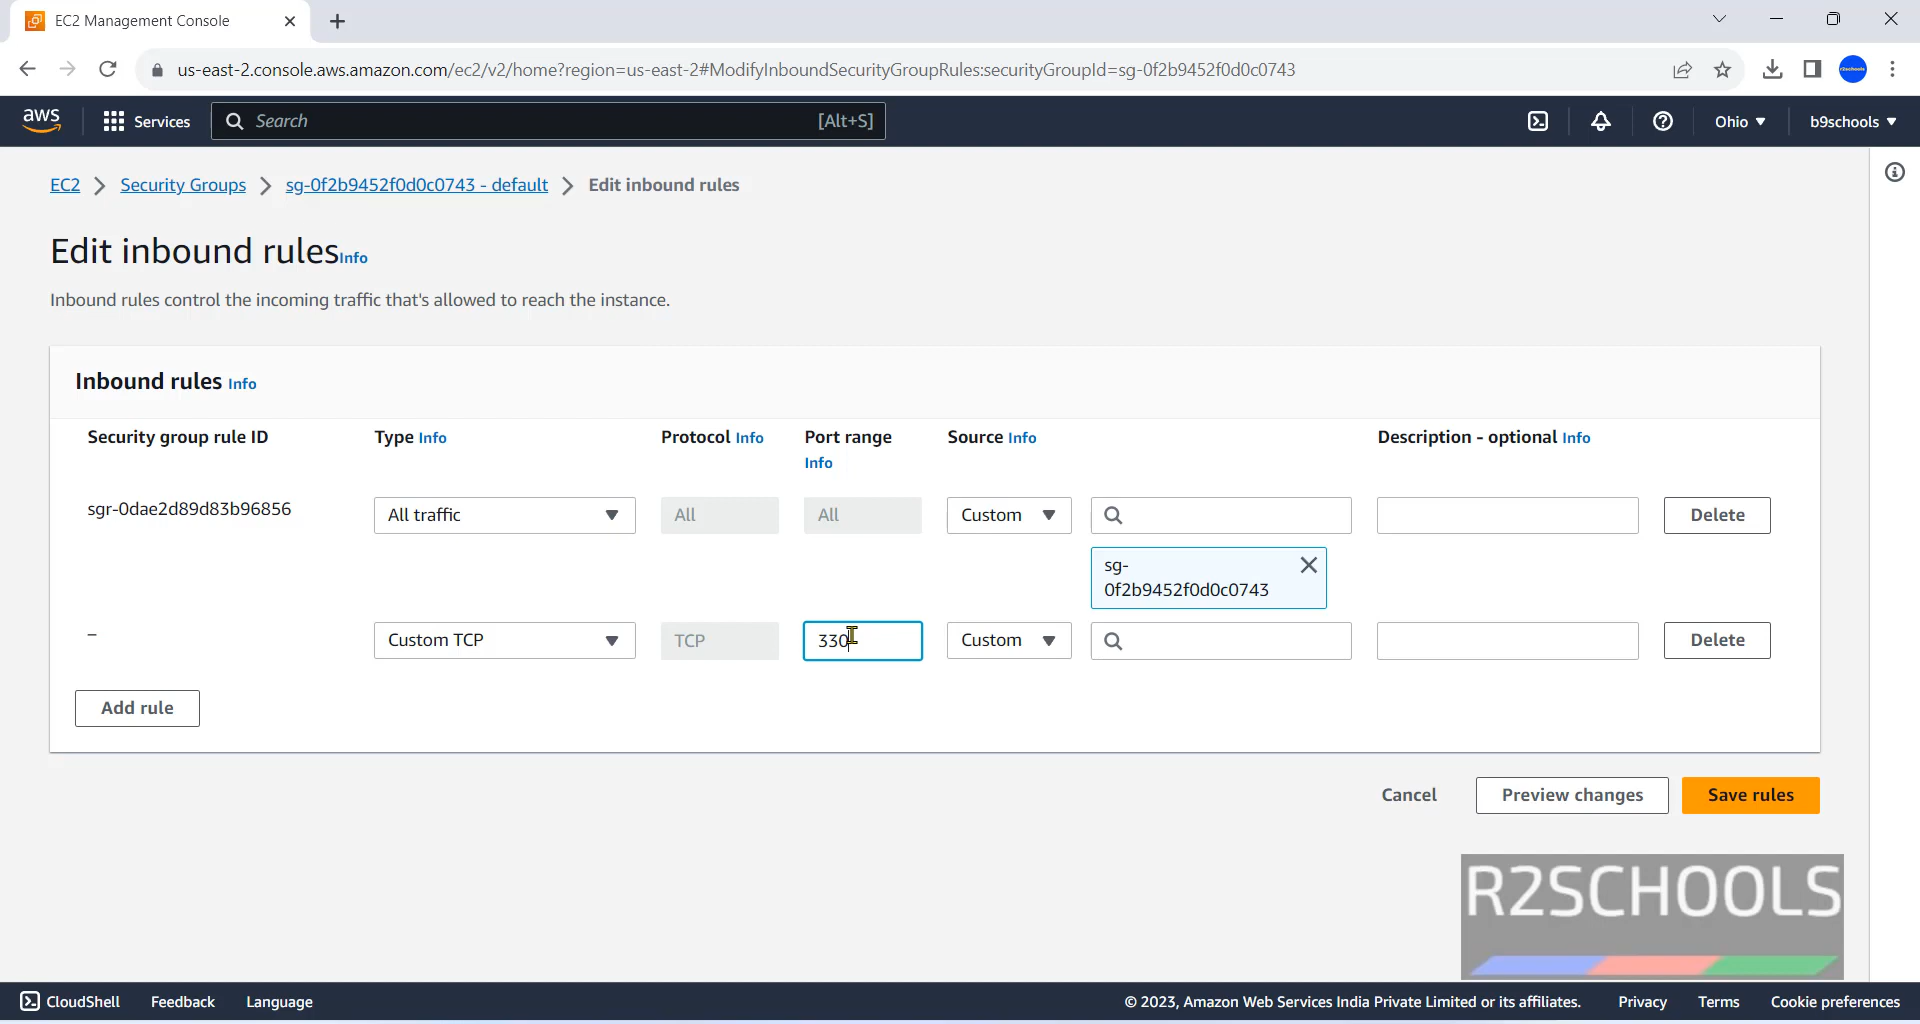 EC2 Management Console
us-east-2.console.aws.amazon.com/ec2/v2/home?region=us-east-2#ModifyInboundSecurityGroupRules:securityGroupId=sg-0f2b9452f0d0c0743
aws Services Search [Alt+S] Ohio b9schools
EC2 Security Groups sg-0f2b9452f0d0c0743 - default Edit inbound rules
Edit inbound rules Info
Inbound rules control the incoming traffic that's allowed to reach the instance.
Inbound rules Info
Security group rule ID Type Info Protocol Info Port range Info Source Info Description - optional Info
sgr-0dae2d89d83b96856 All traffic All All Custom Delete
sg-
0f2b9452f0d0c0743
– Custom TCP TCP 330 Custom Delete
Add rule
Cancel Preview changes Save rules
R2SCHOOLS
CloudShell Feedback Language © 2023, Amazon Web Services India Private Limited or its affiliates. Privacy Terms Cookie preferences